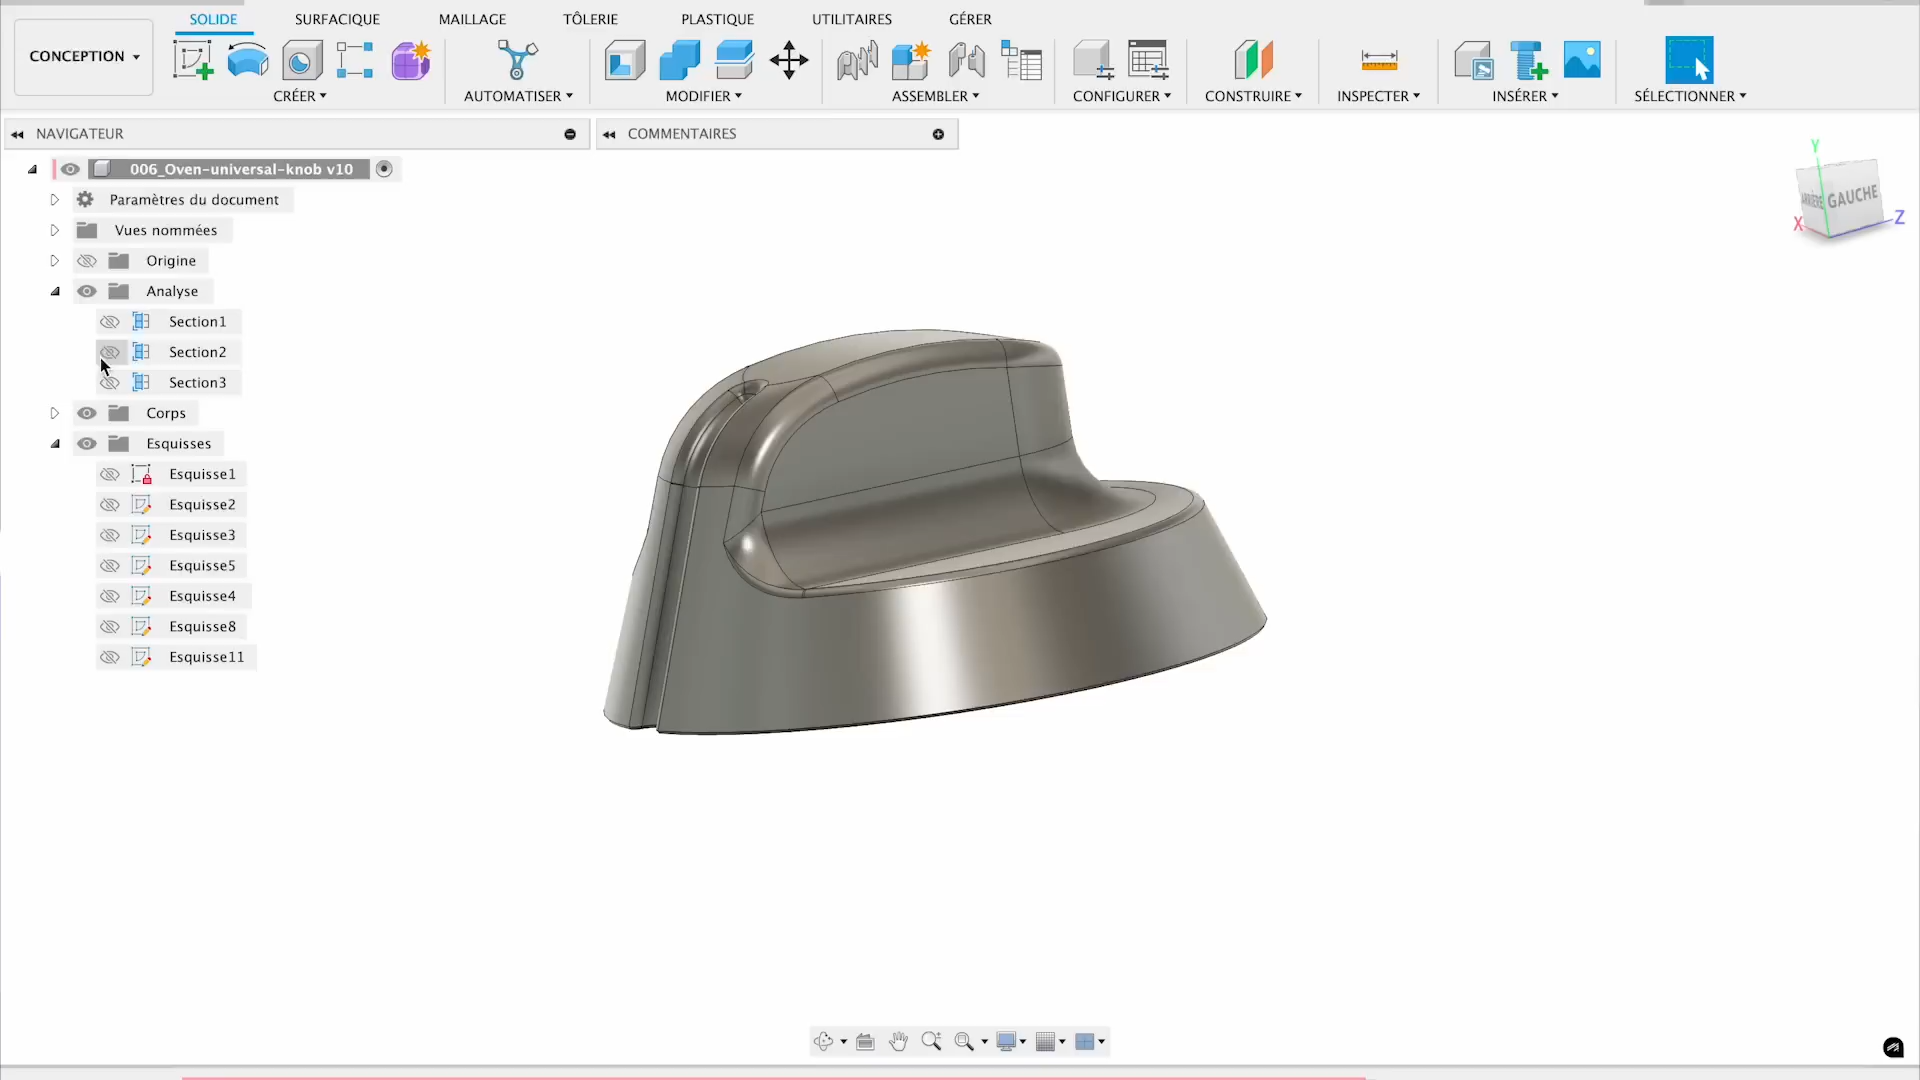 SOLIDE SURFACIQUE MAILLAGE TÔLERIE PLASTIQUE UTILITAIRES GÉRER
CONCEPTION
CRÉER AUTOMATISER MODIFIER ASSEMBLER CONFIGURER CONSTRUIRE INSPECTER INSÉRER SÉLECTIONNER
NAVIGATEUR
COMMENTAIRES
006_Oven-universal-knob v10
Paramètres du document
Vues nommées
Origine
Analyse
Section1
Section2
Section3
Corps
Esquisses
Esquisse1
Esquisse2
Esquisse3
Esquisse5
Esquisse4
Esquisse8
Esquisse11
Y
ARRIÈRE GAUCHE
X
Z